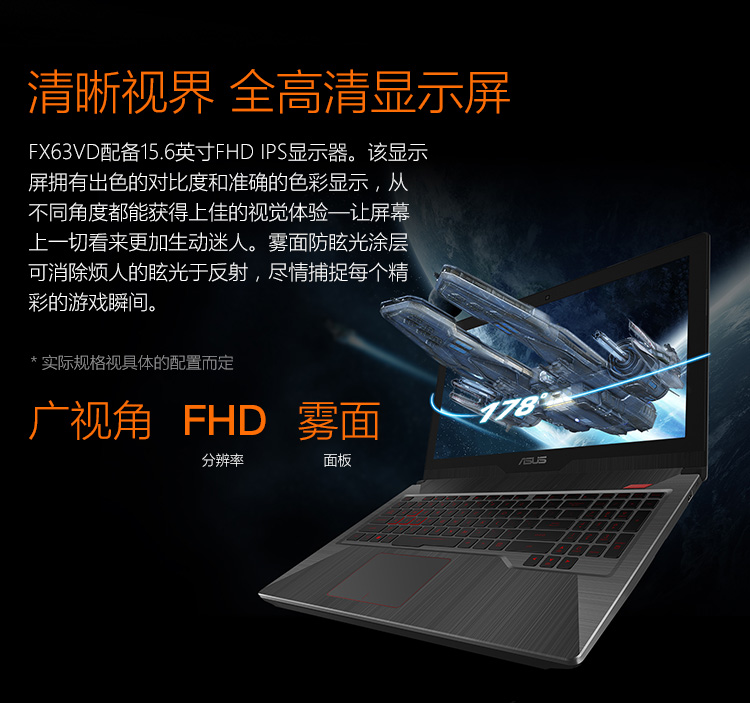 清晰视界 全高清显示屏
FX63VD配备15.6英寸FHD IPS显示器。该显示
屏拥有出色的对比度和准确的色彩显示，从
不同角度都能获得上佳的视觉体验—让屏幕
上一切看来更加生动迷人。雾面防眩光涂层
可消除烦人的眩光于反射，尽情捕捉每个精
彩的游戏瞬间。
* 实际规格视具体的配置而定
广视角 FHD 雾面
分辨率 面板
178°
ASUS